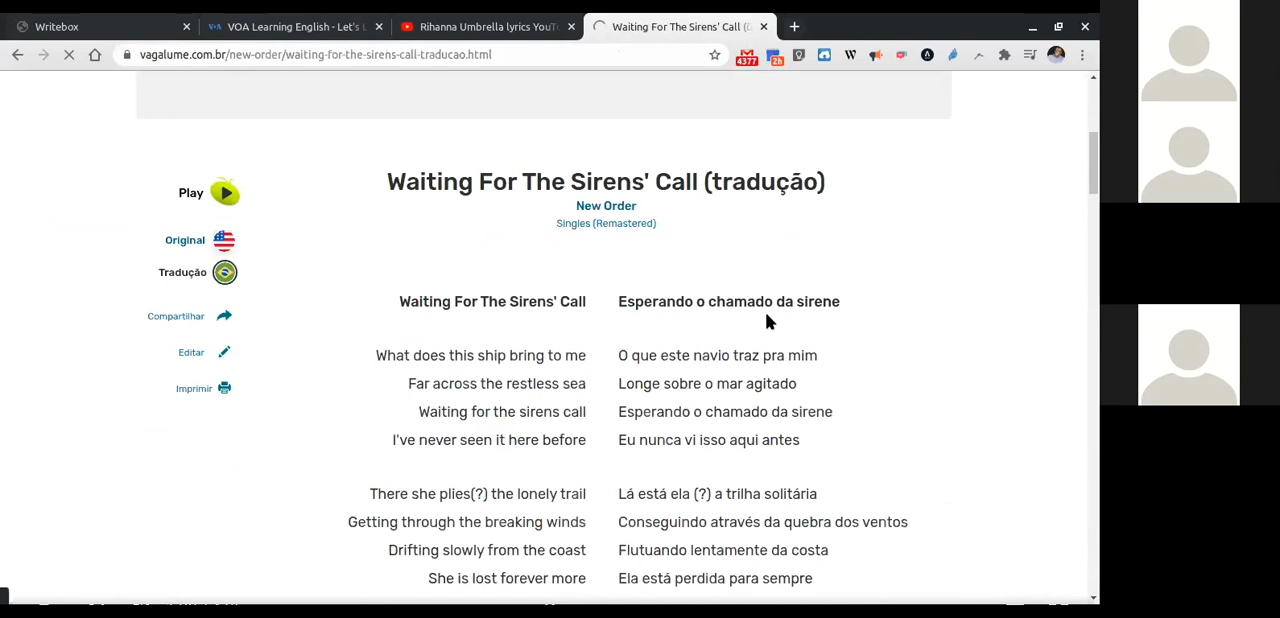 Writebox
VOA Learning English - Let's L
Rihanna Umbrella lyrics YouT
Waiting For The Sirens' Call (
vagalume.com.br/new-order/waiting-for-the-sirens-call-traducao.html
4377
2h
Waiting For The Sirens' Call (tradução)
New Order
Singles (Remastered)
Play
Original
Tradução
Compartilhar
Editar
Imprimir
Waiting For The Sirens' Call Esperando o chamado da sirene
What does this ship bring to me O que este navio traz pra mim
Far across the restless sea Longe sobre o mar agitado
Waiting for the sirens call Esperando o chamado da sirene
I've never seen it here before Eu nunca vi isso aqui antes
There she plies(?) the lonely trail Lá está ela (?) a trilha solitária
Getting through the breaking winds Conseguindo através da quebra dos ventos
Drifting slowly from the coast Flutuando lentamente da costa
She is lost forever more Ela está perdida para sempre